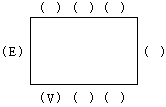 ( ) ( ) ( )
(E) ( )
(V) ( ) ( )